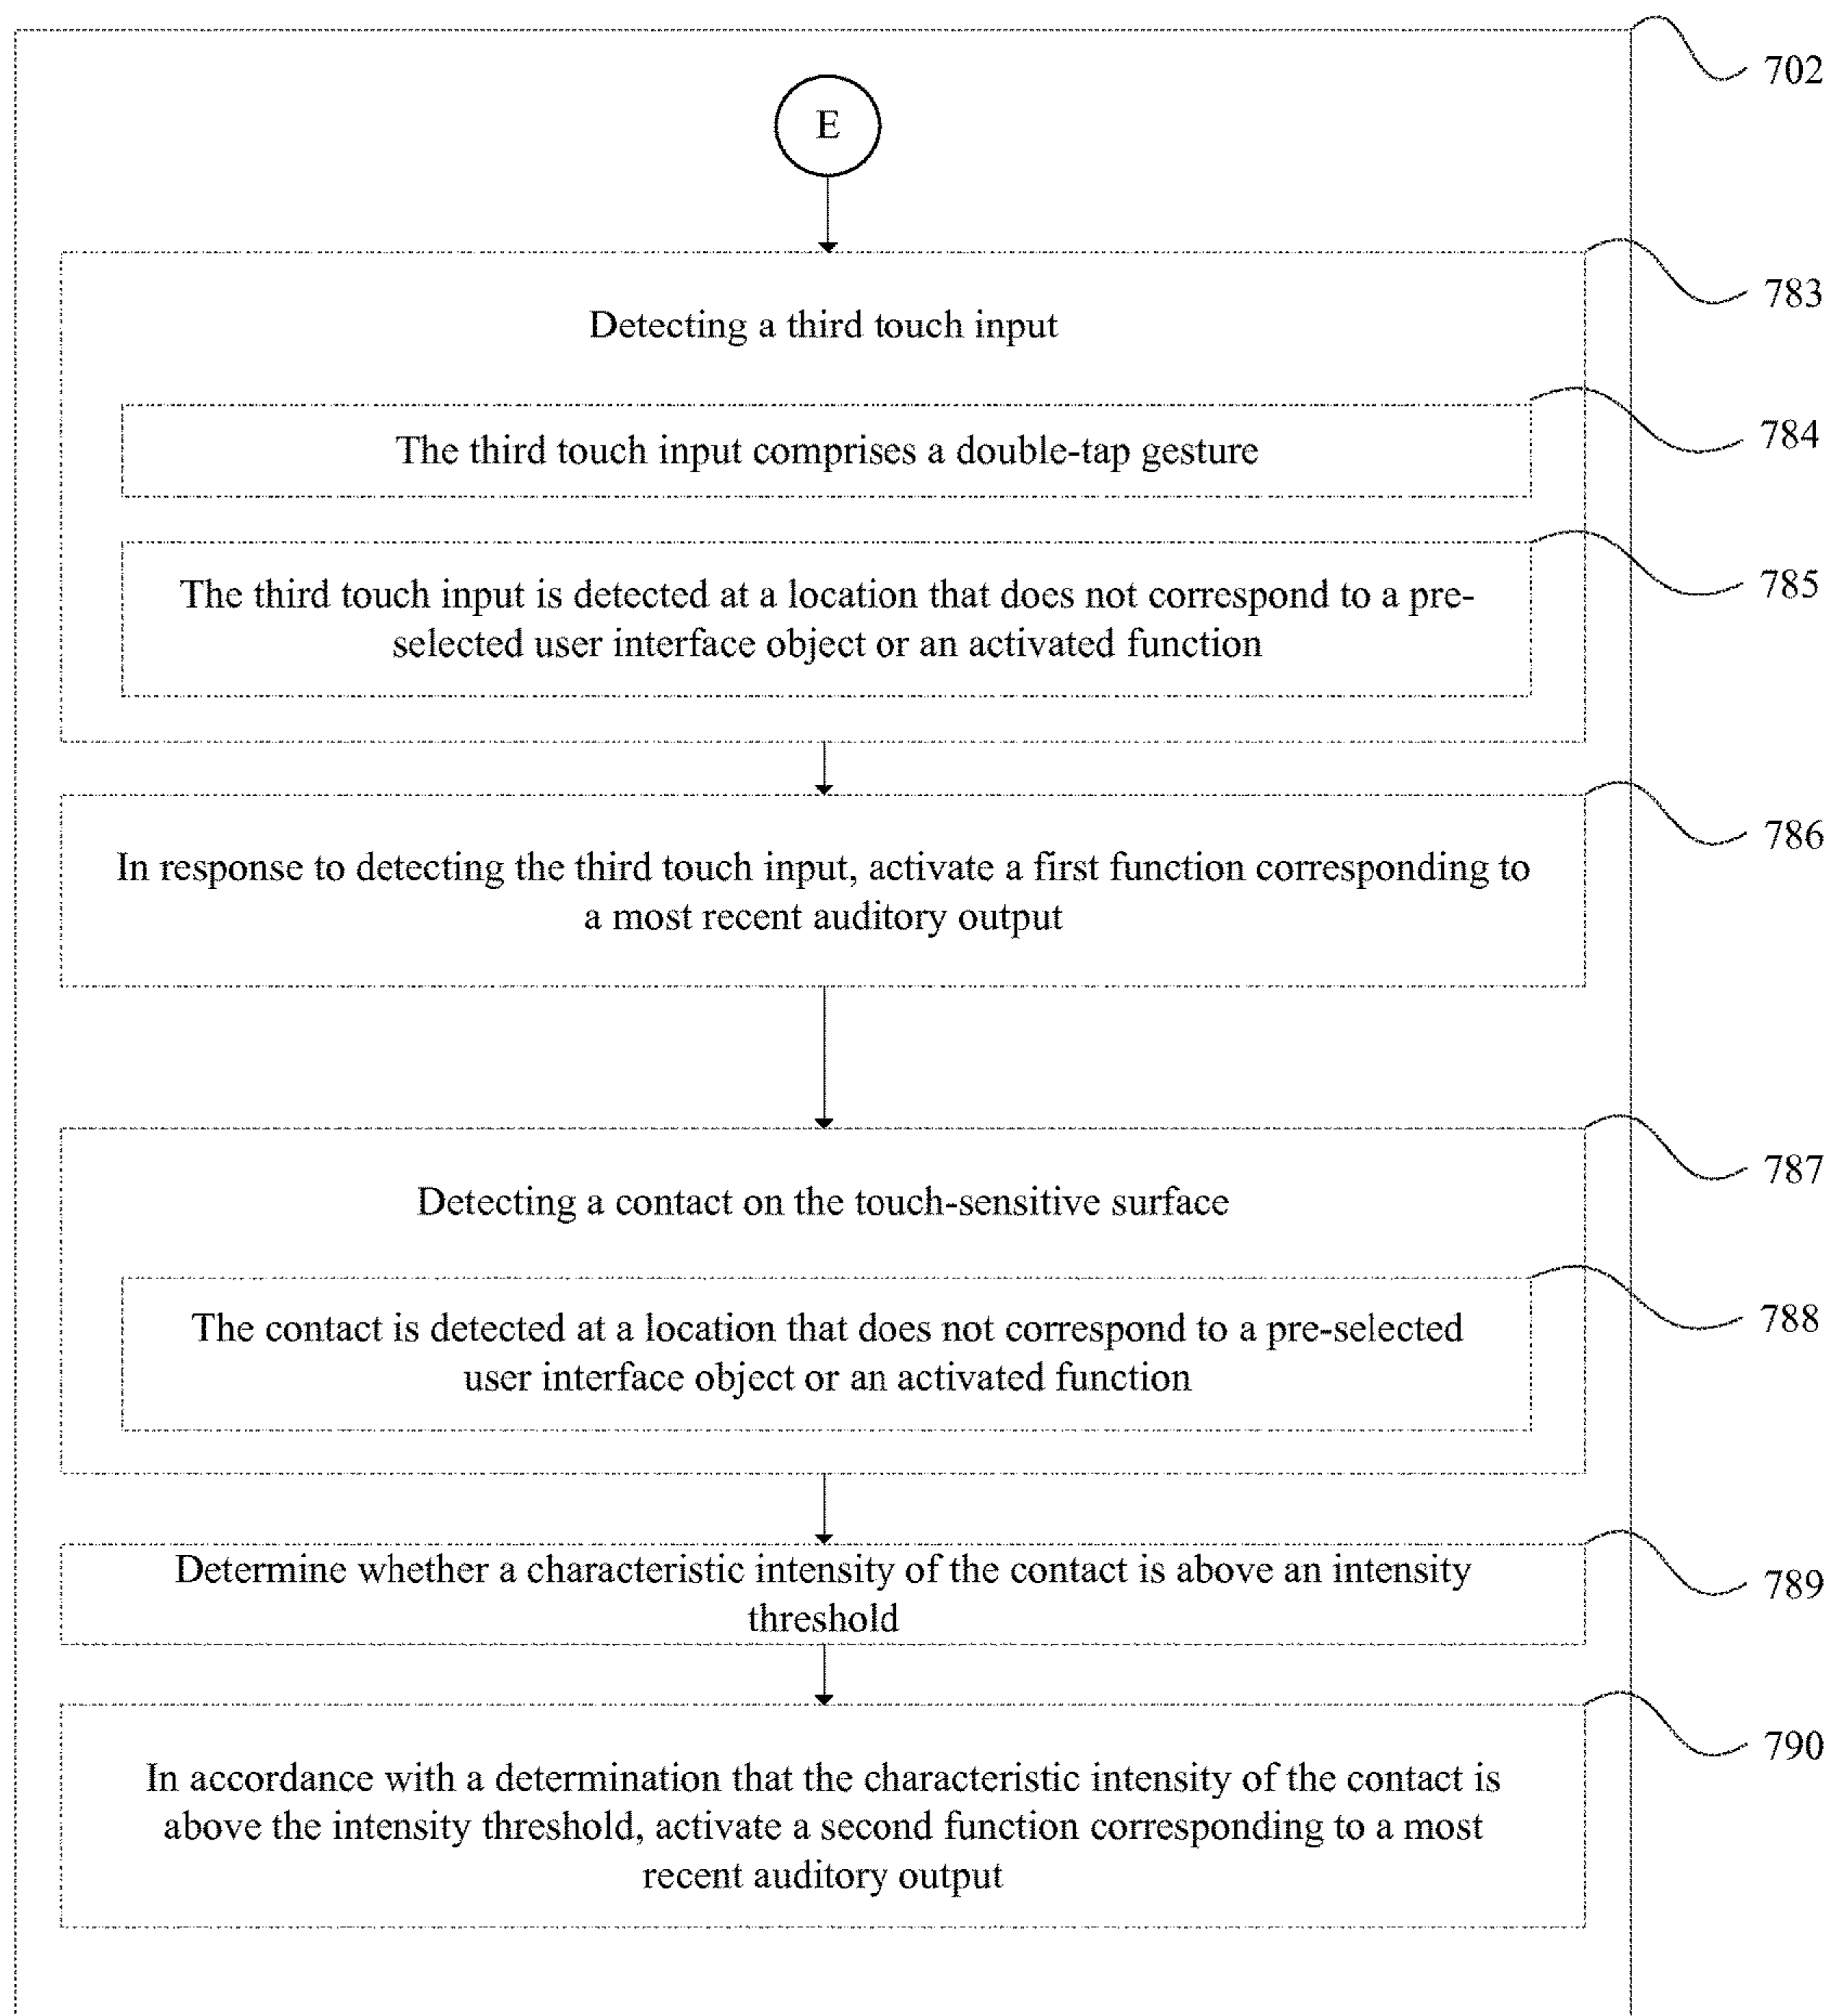 702
E
783
Detecting a third touch input
784
The third touch input comprises a double-tap gesture
785
The third touch input is detected at a location that does not correspond to a pre-
selected user interface object or an activated function
786
In response to detecting the third touch input, activate a first function corresponding to
a most recent auditory output
787
Detecting a contact on the touch-sensitive surface
788
The contact is detected at a location that does not correspond to a pre-selected
user interface object or an activated function
789
Determine whether a characteristic intensity of the contact is above an intensity
threshold
790
In accordance with a determination that the characteristic intensity of the contact is
above the intensity threshold, activate a second function corresponding to a most
recent auditory output